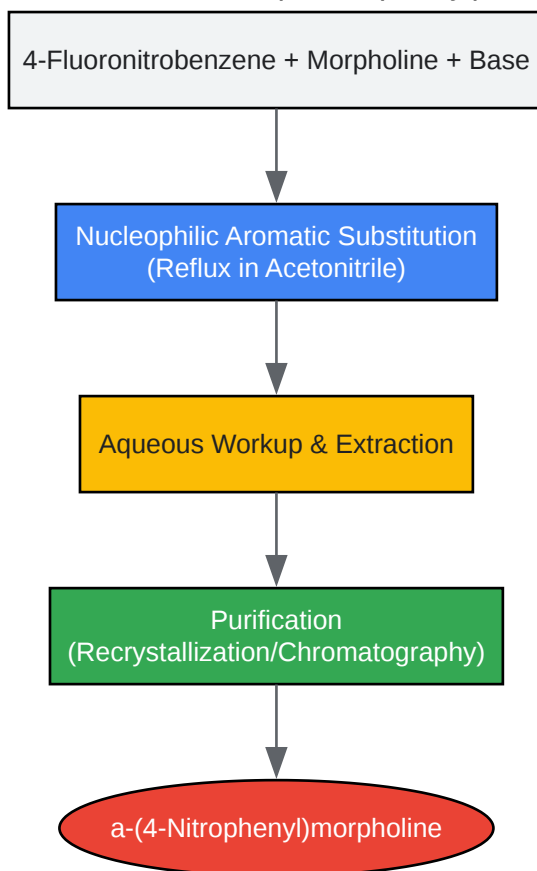 4-Fluoronitrobenzene + Morpholine + Base
Nucleophilic Aromatic Substitution
(Reflux in Acetonitrile)
Aqueous Workup & Extraction
Purification
(Recrystallization/Chromatography)
a-(4-Nitrophenyl)morpholine